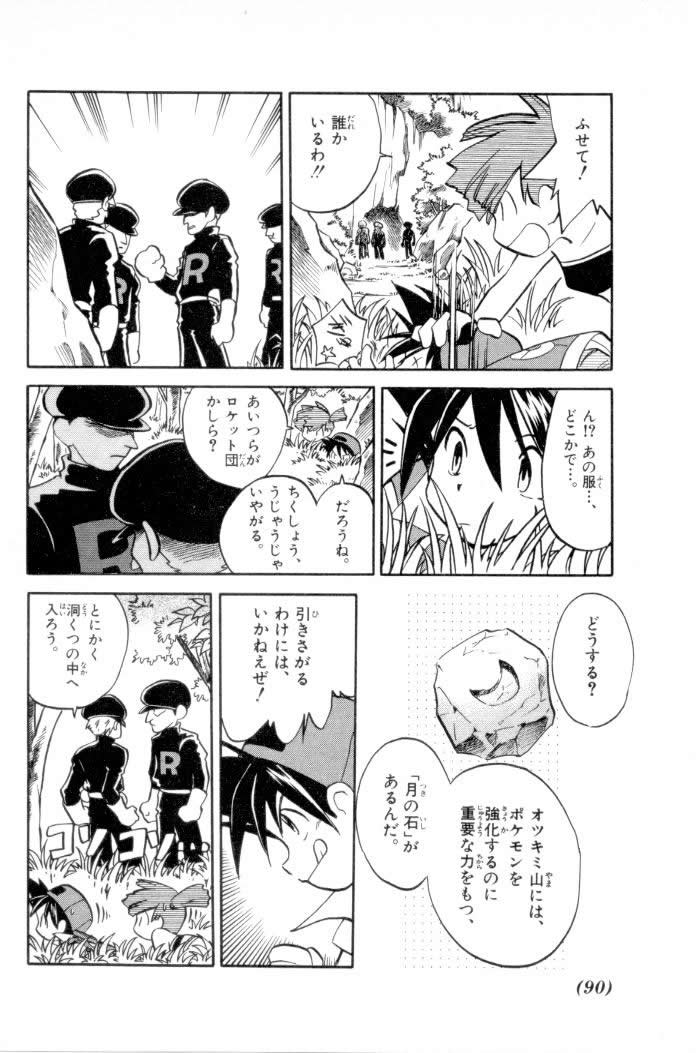 ふせて！
誰か
いるわ!!
R
ん!?あの服…、
どこかで…。
あいつらが
ロケット団
かしら？
だろうね。
ちくしょう、
うじゃうじゃ
いやがる。
R
どうする？
オツキミ山には、
ポケモンを
強化するのに
重要な力をもつ、
「月の石」が
あるんだ。
引きさがる
わけには、
いかねえぜ！
とにかく
洞くつの中へ
入ろう。
R
コソコソ
(90)